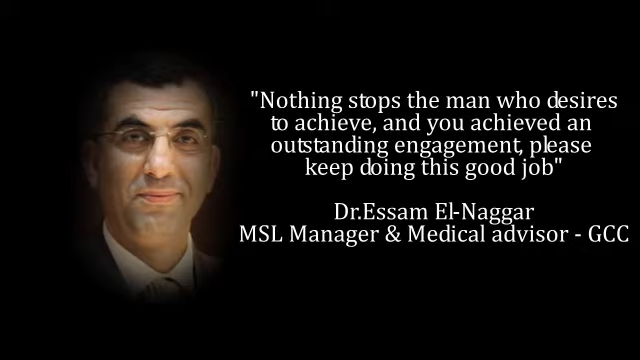 "Nothing stops the man who desires
to achieve, and you achieved an
outstanding engagement, please
keep doing this good job"
Dr.Essam El-Naggar
MSL Manager & Medical advisor - GCC